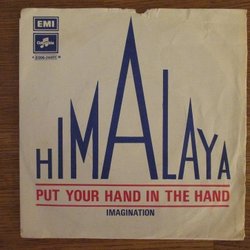 EMI
Columbia
HIMALAYA
PUT YOUR HAND IN THE HAND
IMAGINATION